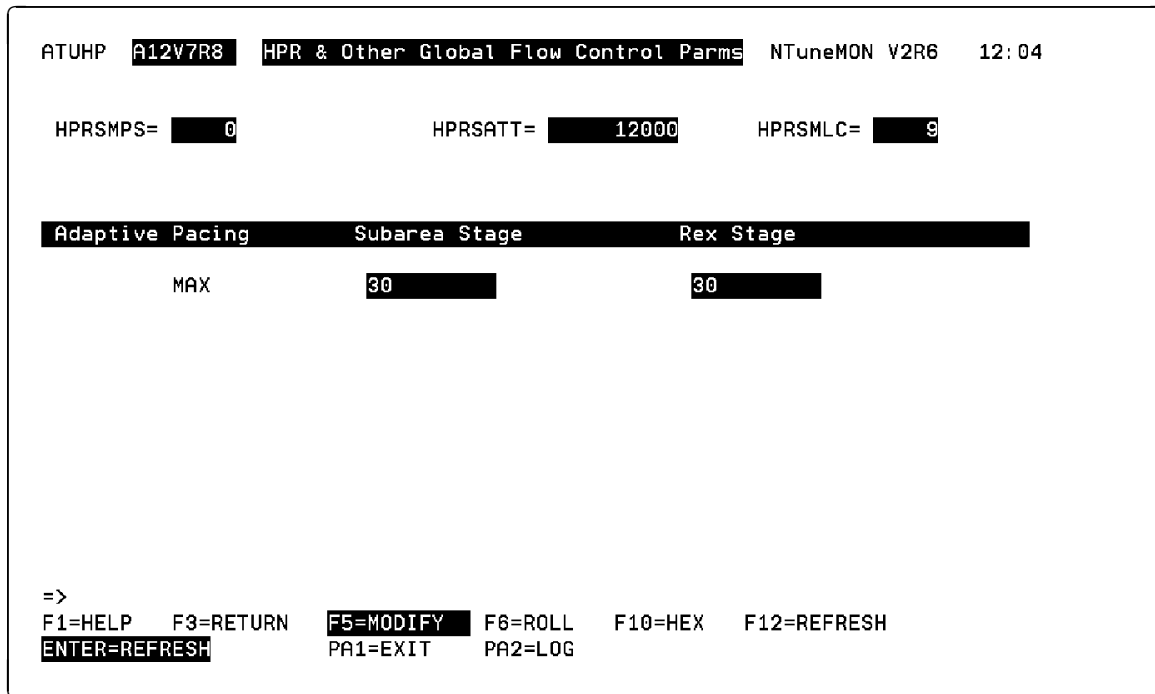 ATUHP A12V7R8 HPR & Other Global Flow Control Parms NTuneMON V2R6 12:04
HPRSMPS= 0 HPRSATT= 12000 HPRSMLC= 9
Adaptive Pacing Subarea Stage Rex Stage
MAX 30 30
=>
F1=HELP F3=RETURN F5=MODIFY F6=ROLL F10=HEX F12=REFRESH
ENTER=REFRESH PA1=EXIT PA2=LOG